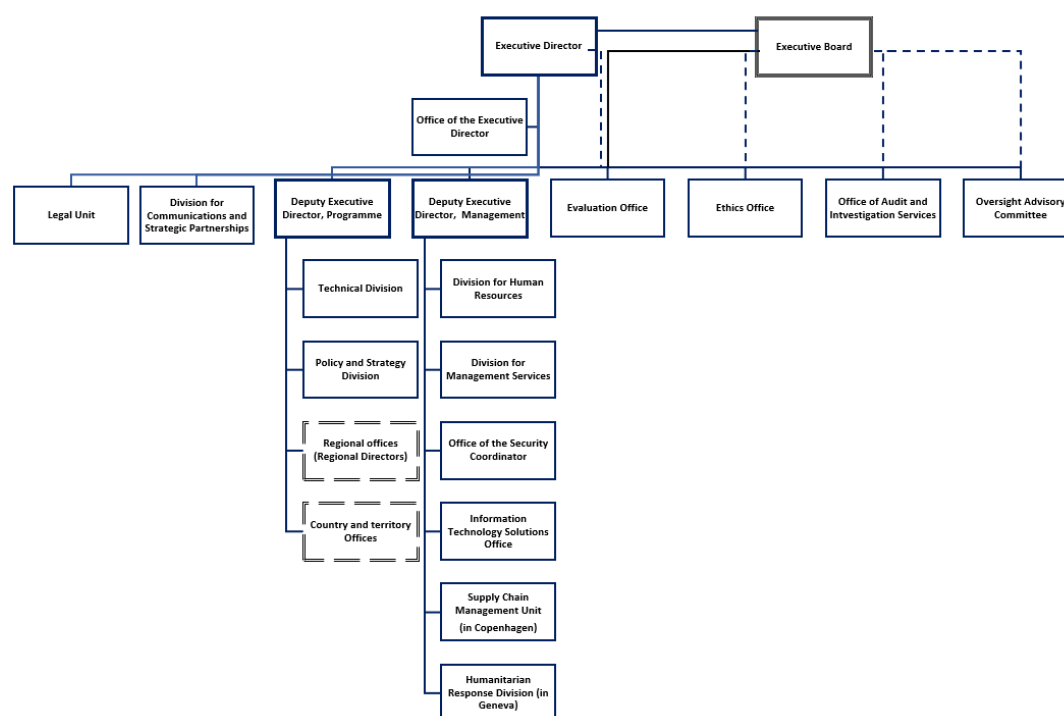 Executive Director
Executive Board
Office of the Executive
Director
Legal Unit
Division for
Communications and
Strategic Partnerships
Deputy Executive
Director, Programme
Deputy Executive
Director, Management
Evaluation Office
Ethics Office
Office of Audit and
Intvestigation Services
Oversight Advisory
Committee
Technical Division
Division for Human
Resources
Policy and Strategy
Division
Division for
Management Services
Regional offices
(Regional Directors)
Office of the Security
Coordinator
Country and territory
Offices
Information
Technology Solutions
Office
Supply Chain
Management Unit
(in Copenhagen)
Humanitarian
Response Division (in
Geneva)